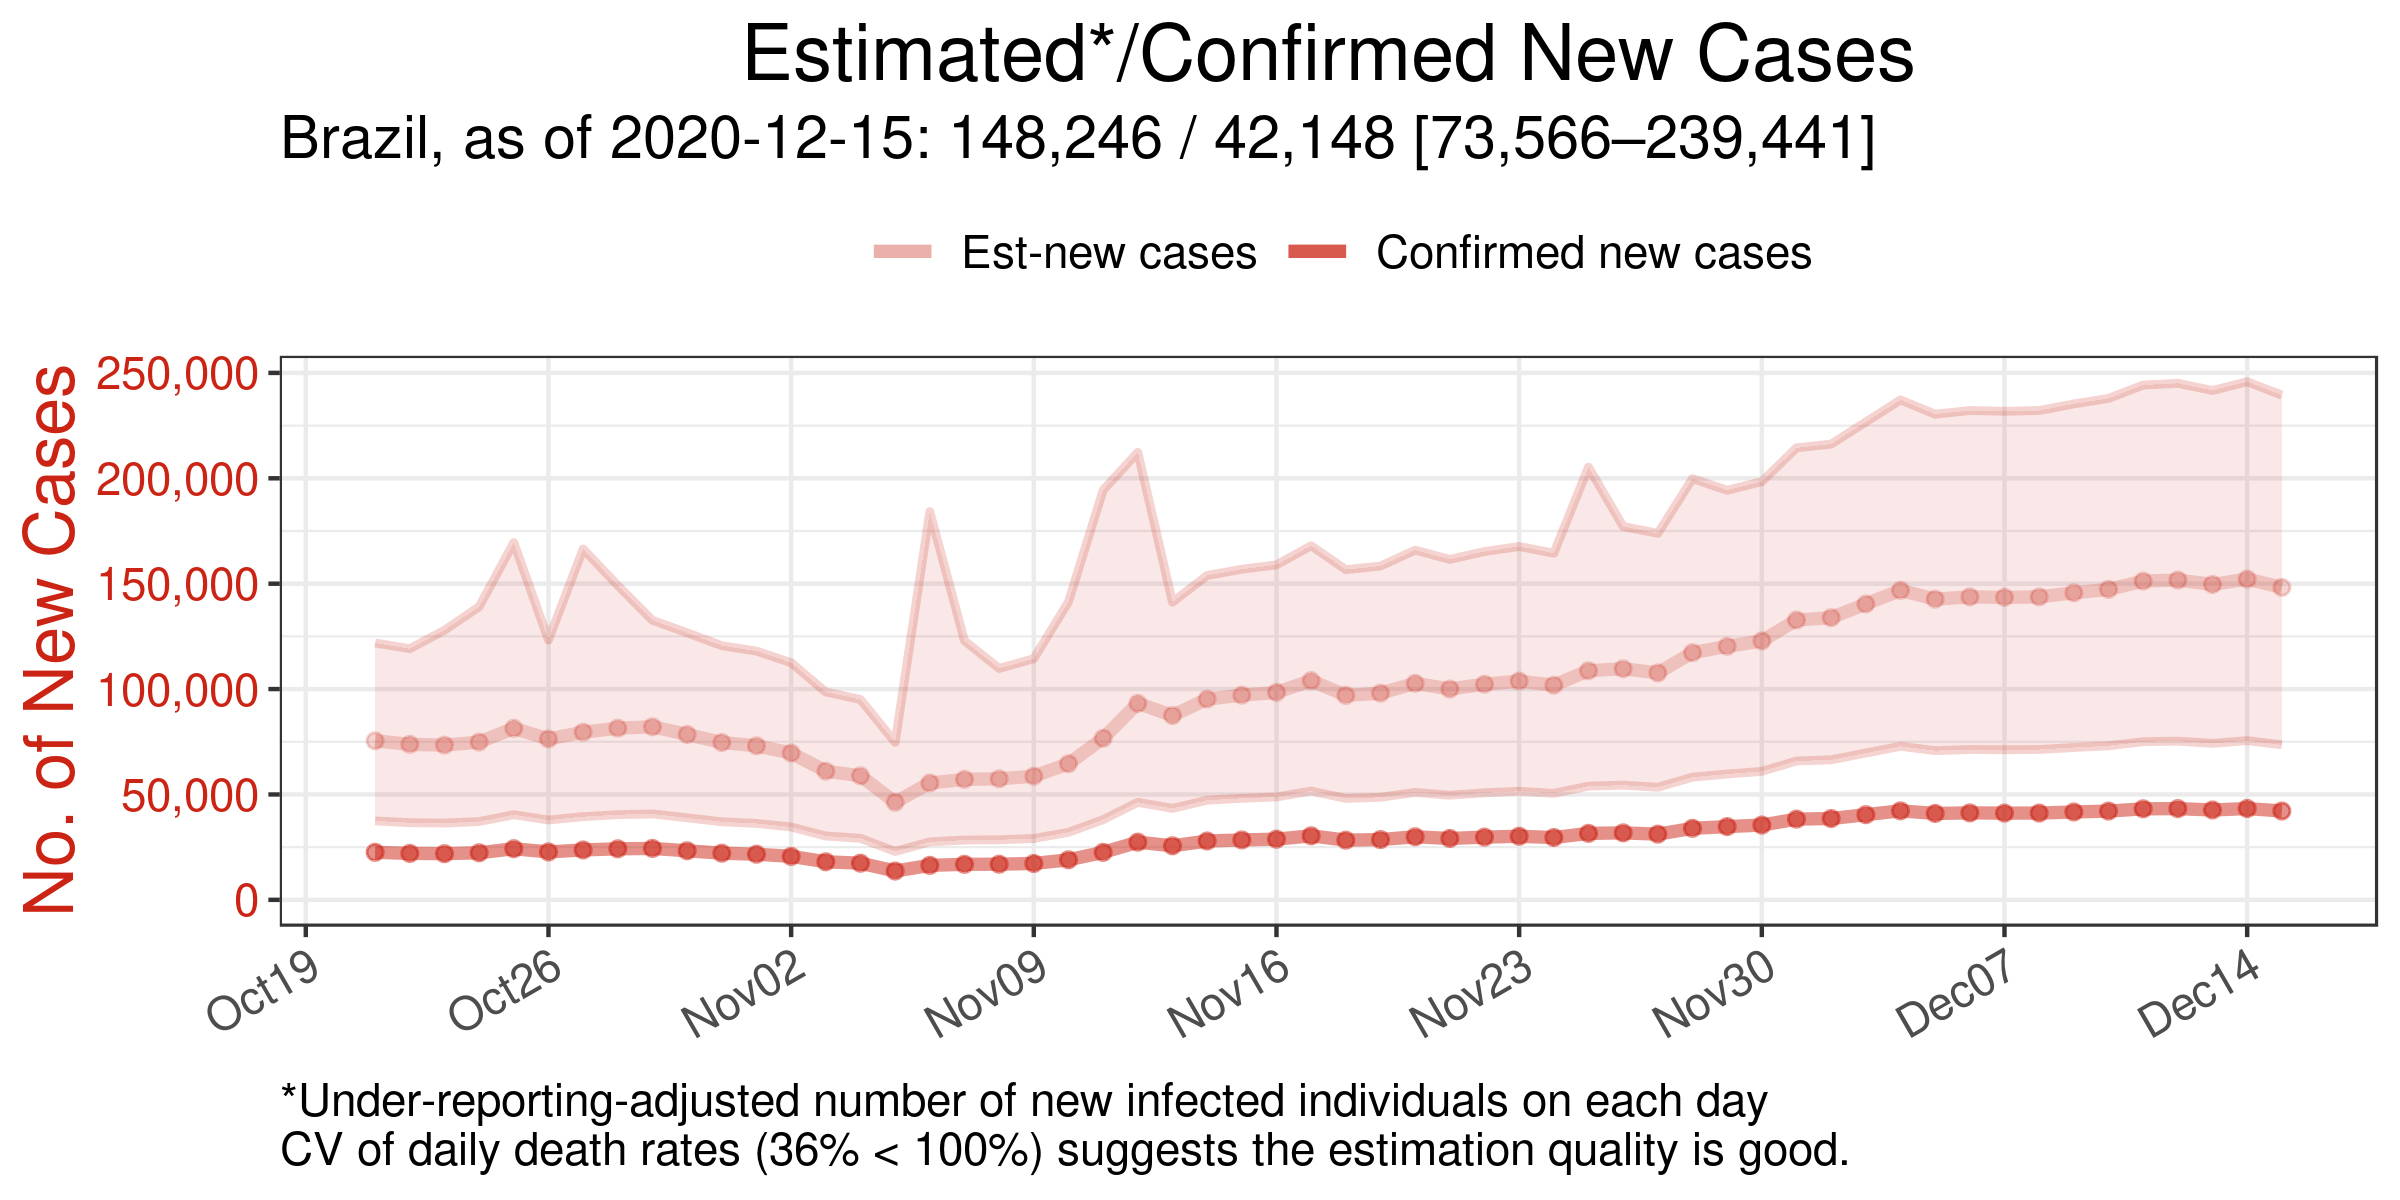 Estimated*/Confirmed New Cases
Brazil, as of 2020-12-15: 148,246 / 42,148 [73,566–239,441]
Est-new cases
Confirmed new cases
No. of New Cases
250,000
200,000
150,000
100,000
50,000
0
Oct19
Oct26
Nov02
Nov09
Nov16
Nov23
Nov30
Dec07
Dec14
*Under-reporting-adjusted number of new infected individuals on each day
CV of daily death rates (36% < 100%) suggests the estimation quality is good.